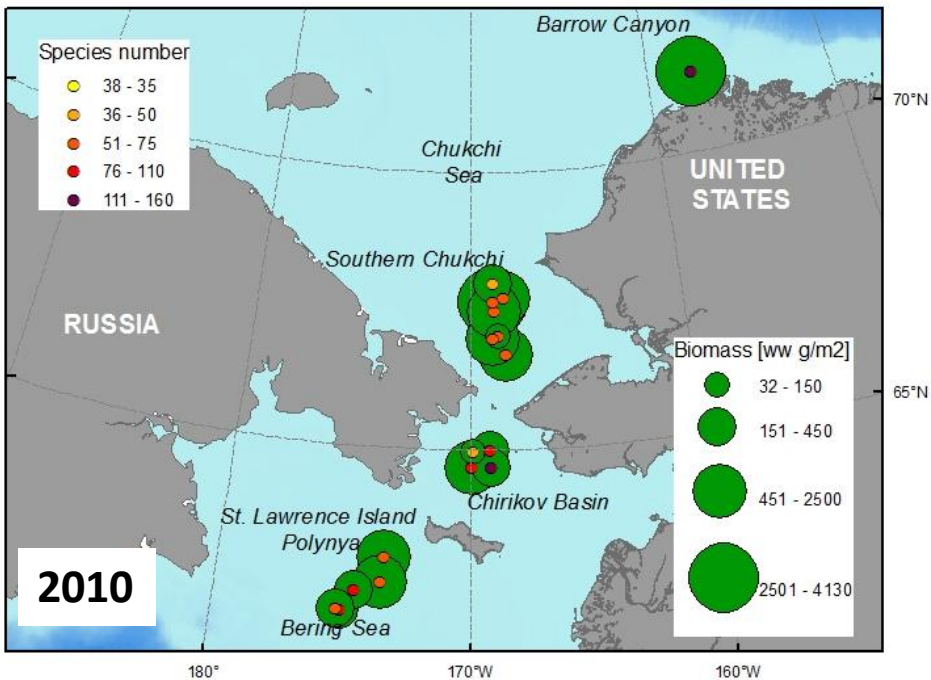 Barrow Canyon
Species number
38 - 35
36 - 50
51 - 75
76 - 110
111 - 160
70°N
Chukchi
Sea
UNITED
STATES
Southern Chukchi
RUSSIA
Biomass [ww g/m2]
32 - 150
151 - 450
451 - 2500
2501 - 4130
65°N
Chirikov Basin
St. Lawrence Island
Polynya
2010
Bering Sea
180°
170°W
160°W